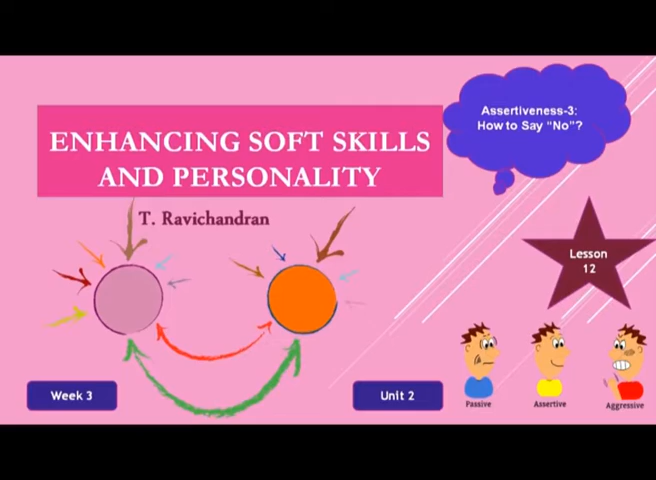 Assertiveness-3:
How to Say "No"?
ENHANCING SOFT SKILLS
AND PERSONALITY
T. Ravichandran
Lesson
12
Week 3
Unit 2
Passive
Assertive
Aggressive